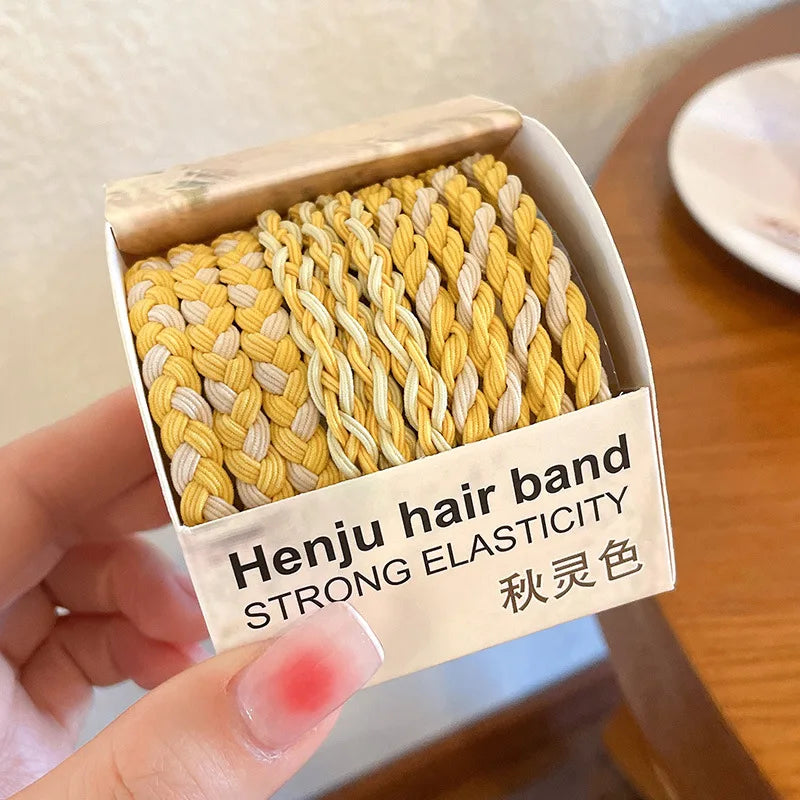 Henju hair band
STRONG ELASTICITY
秋灵色